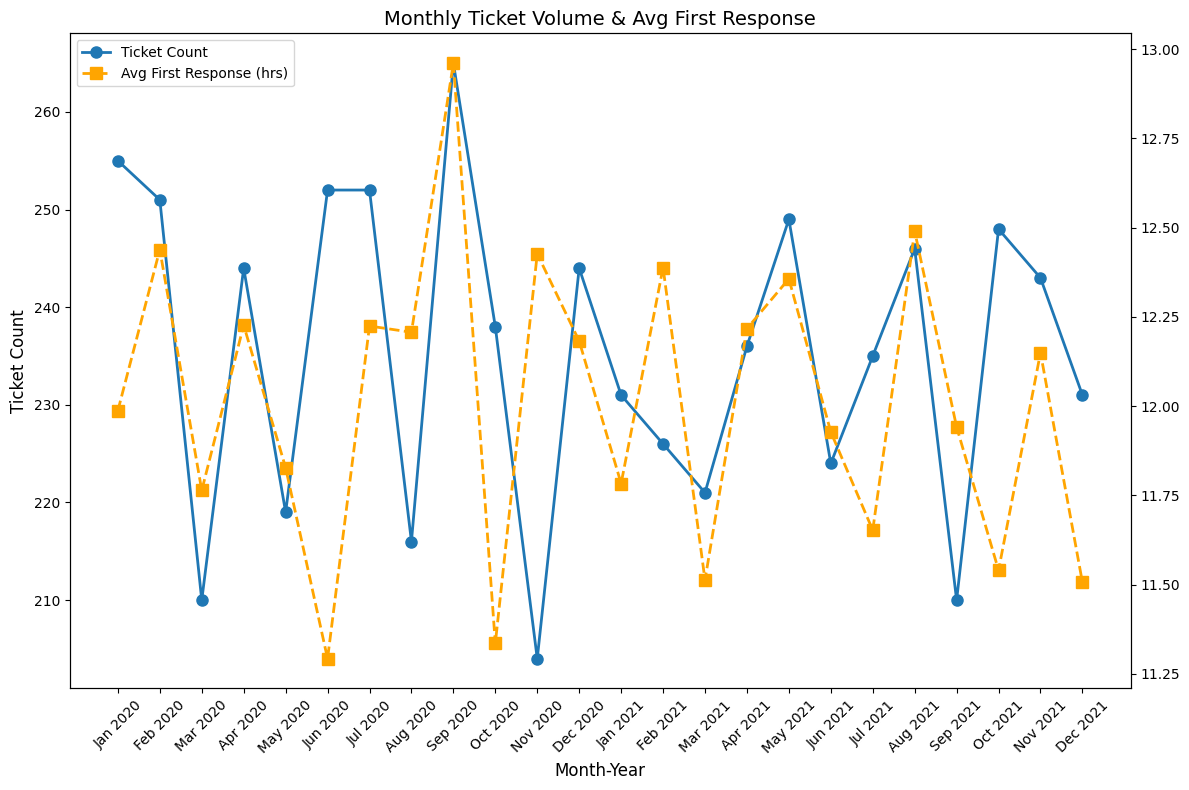 Monthly Ticket Volume & Avg First Response
Ticket Count
Avg First Response (hrs)
Ticket Count
260
250
240
230
220
210
13.00
12.75
12.50
12.25
12.00
11.75
11.50
11.25
Jan 2020
Feb 2020
Mar 2020
Apr 2020
May 2020
Jun 2020
Jul 2020
Aug 2020
Sep 2020
Oct 2020
Nov 2020
Dec 2020
Jan 2021
Feb 2021
Mar 2021
Apr 2021
May 2021
Jun 2021
Jul 2021
Aug 2021
Sep 2021
Oct 2021
Nov 2021
Dec 2021
Month-Year